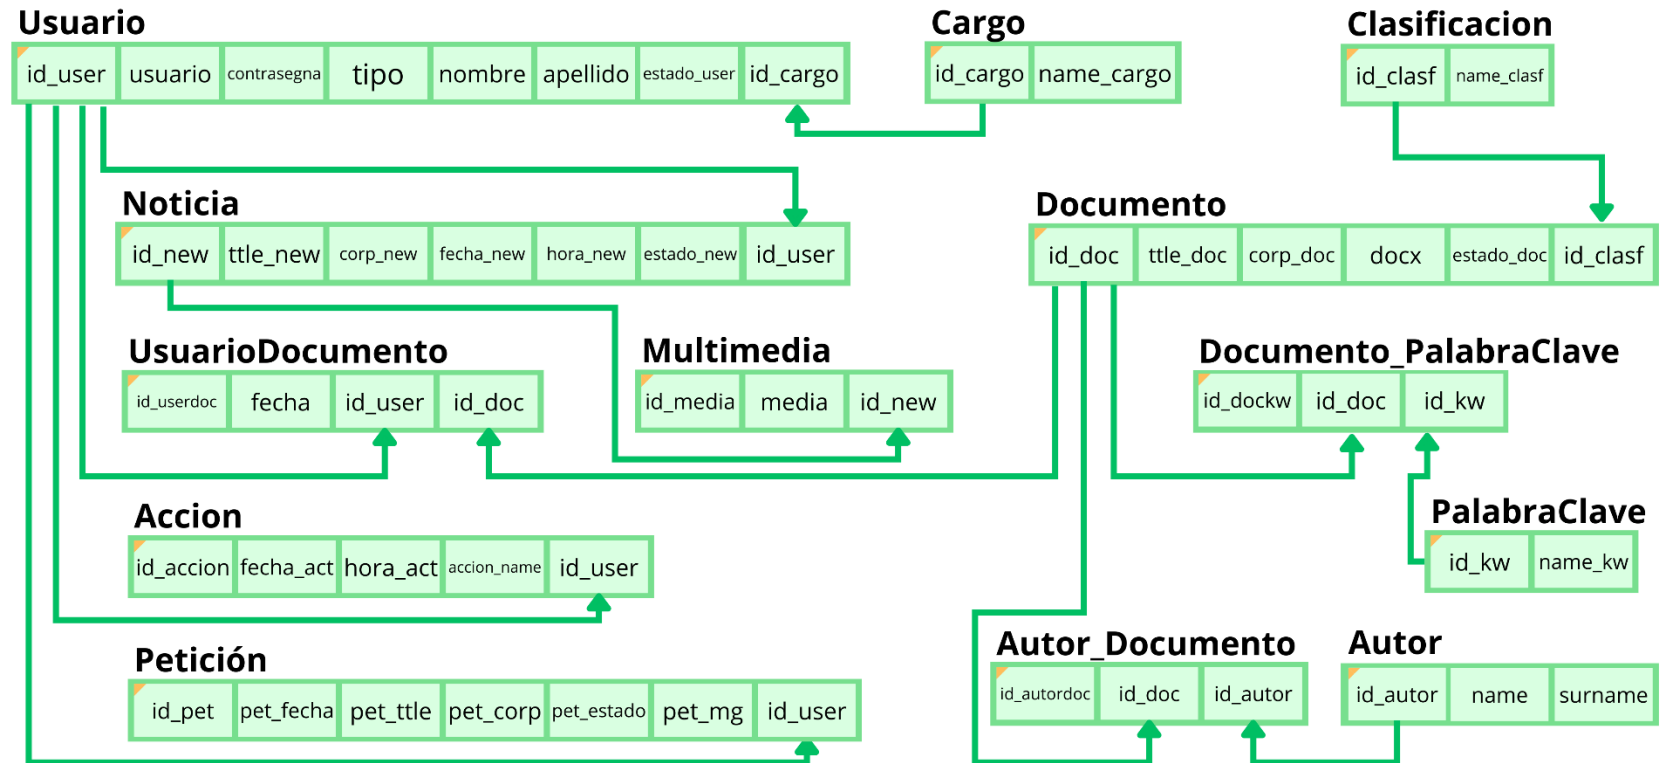 Usuario
id_user usuario contrasegna tipo nombre apellido estado_user id_cargo
Cargo
id_cargo name_cargo
Clasificacion
id_clasf name_clasf
Noticia
id_new ttle_new corp_new fecha_new hora_new estado_new id_user
Documento
id_doc ttle_doc corp_doc docx estado_doc id_clasf
UsuarioDocumento
id_userdoc fecha id_user id_doc
Multimedia
id_media media id_new
Documento_PalabraClave
id_dockw id_doc id_kw
Accion
id_accion fecha_act hora_act accion_name id_user
PalabraClave
id_kw name_kw
Petición
id_pet pet_fecha pet_ttle pet_corp pet_estado pet_mg id_user
Autor_Documento
id_autordoc id_doc id_autor
Autor
id_autor name surname